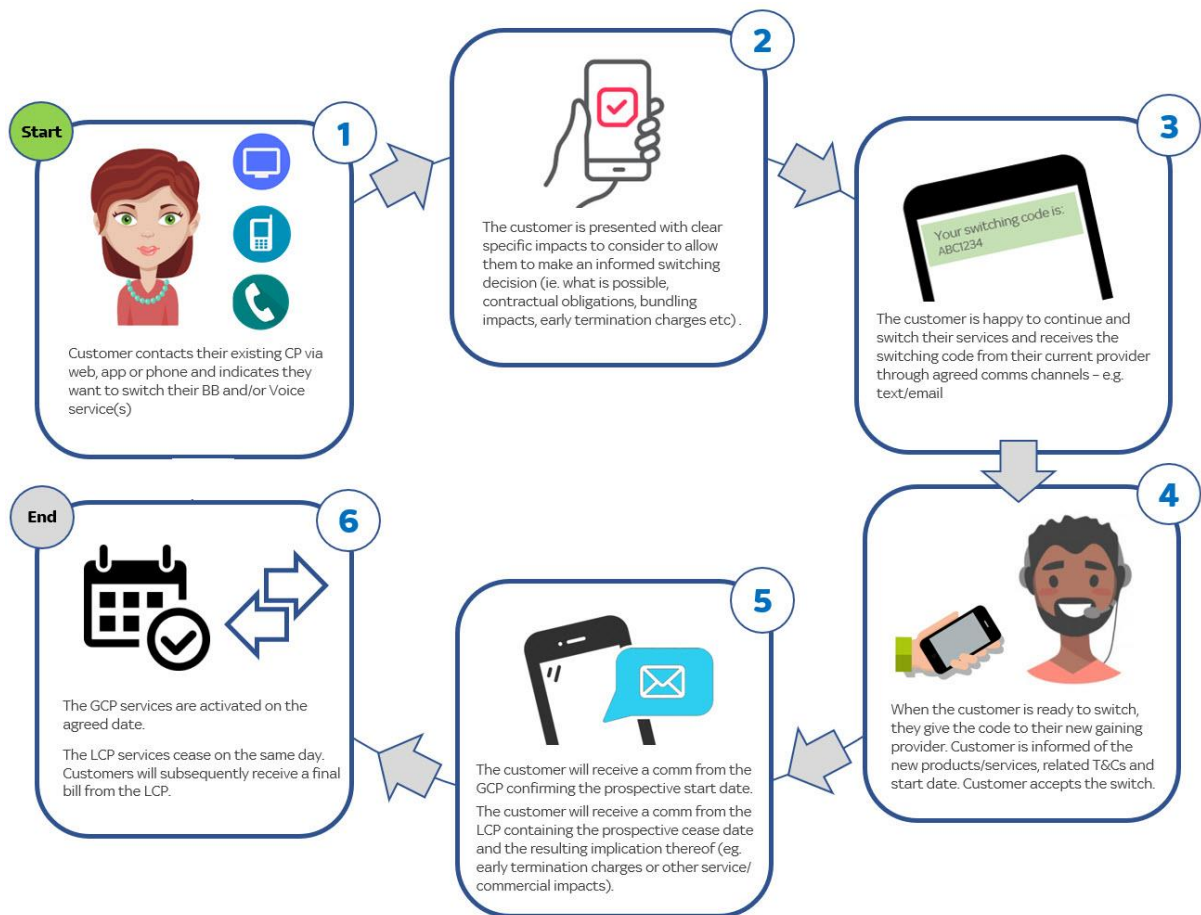 Start
1
Customer contacts their existing CP via
web, app or phone and indicates they
want to switch their BB and/or Voice
service(s)
2
The customer is presented with clear
specific impacts to consider to allow
them to make an informed switching
decision (ie. what is possible,
contractual obligations, bundling
impacts, early termination charges etc) .
3
Your switching code is:
ABC1234
The customer is happy to continue and
switch their services and receives the
switching code from their current provider
through agreed comms channels – e.g.
text/email
4
When the customer is ready to switch,
they give the code to their new gaining
provider. Customer is informed of the
new products/services, related T&Cs and
start date. Customer accepts the switch.
5
The customer will receive a comm from the
GCP confirming the prospective start date.
The customer will receive a comm from the
LCP containing the prospective cease date
and the resulting implication thereof (eg.
early termination charges or other service/
commercial impacts).
End
6
The GCP services are activated on the
agreed date.
The LCP services cease on the same day.
Customers will subsequently receive a final
bill from the LCP.